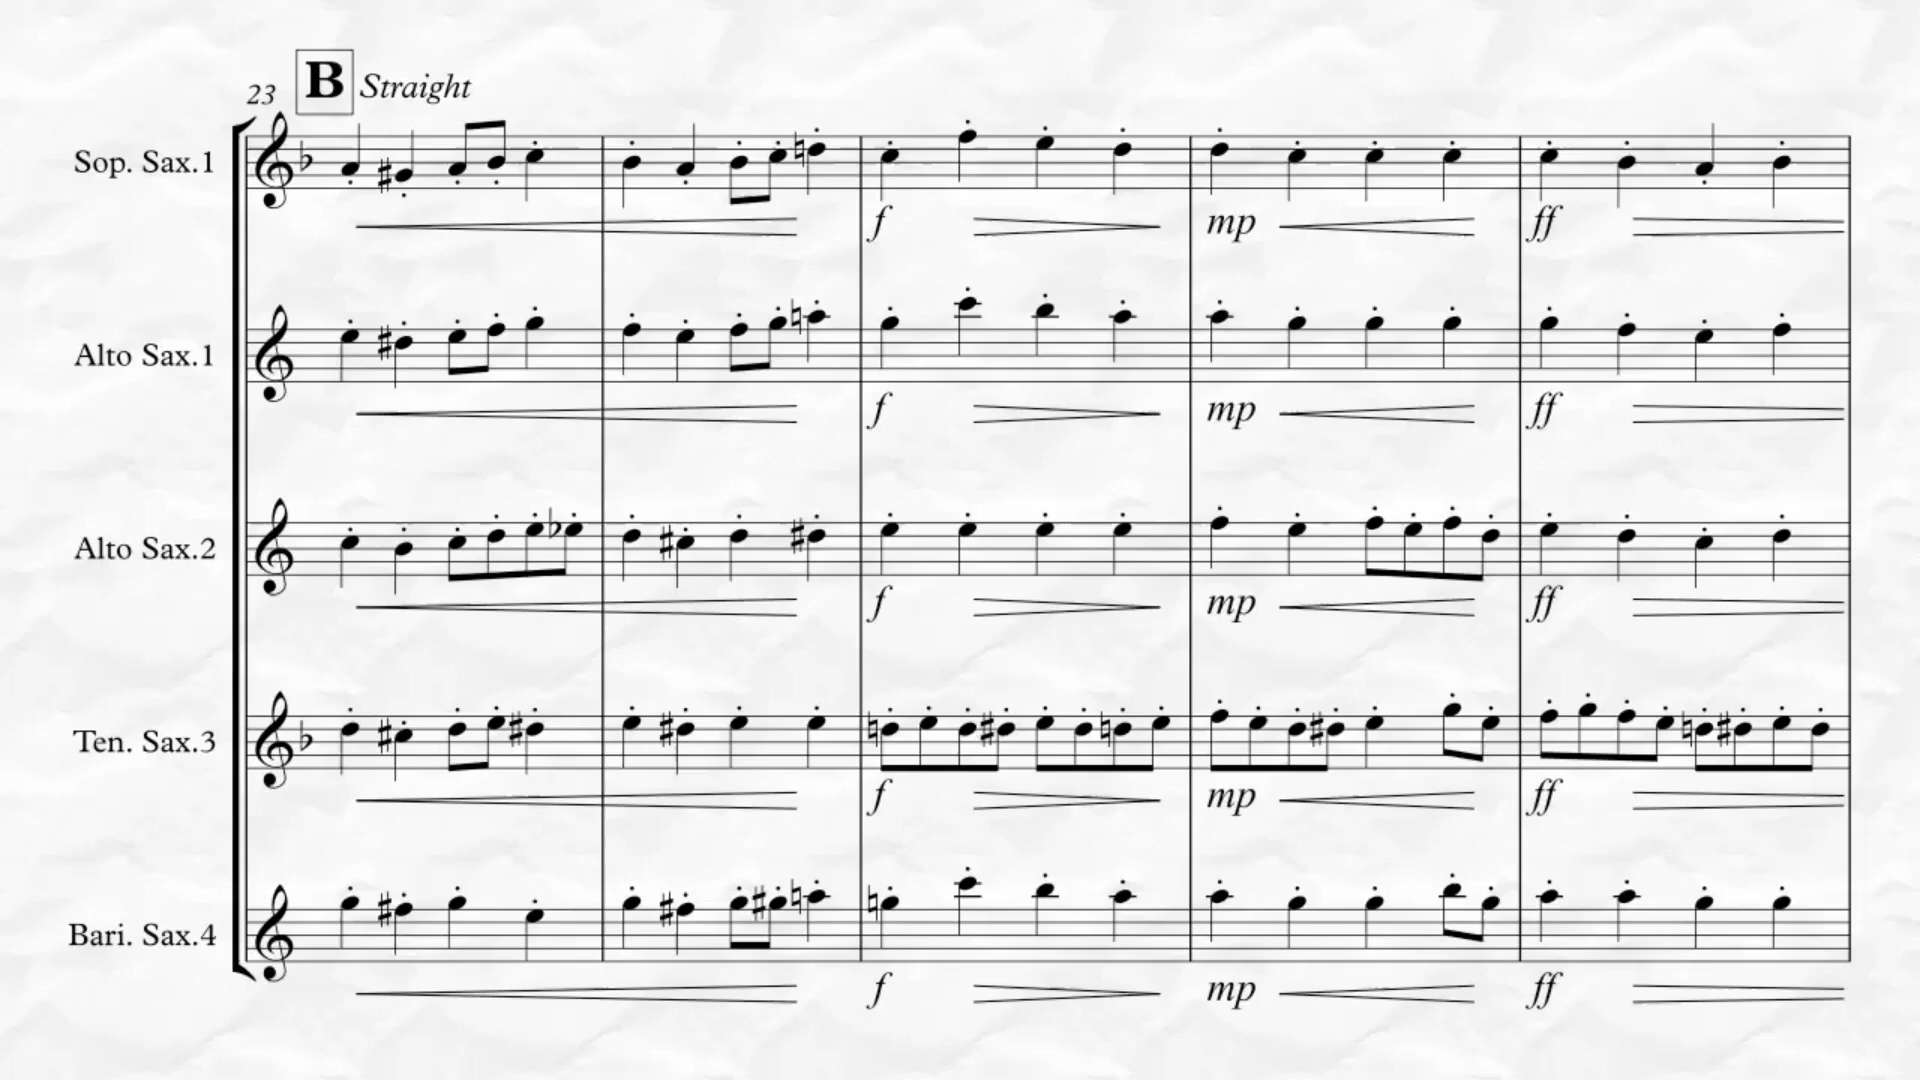 23 B Straight
Sop. Sax.1
f mp ff
Alto Sax.1
f mp ff
Alto Sax.2
f mp ff
Ten. Sax.3
f mp ff
Bari. Sax.4
f mp ff